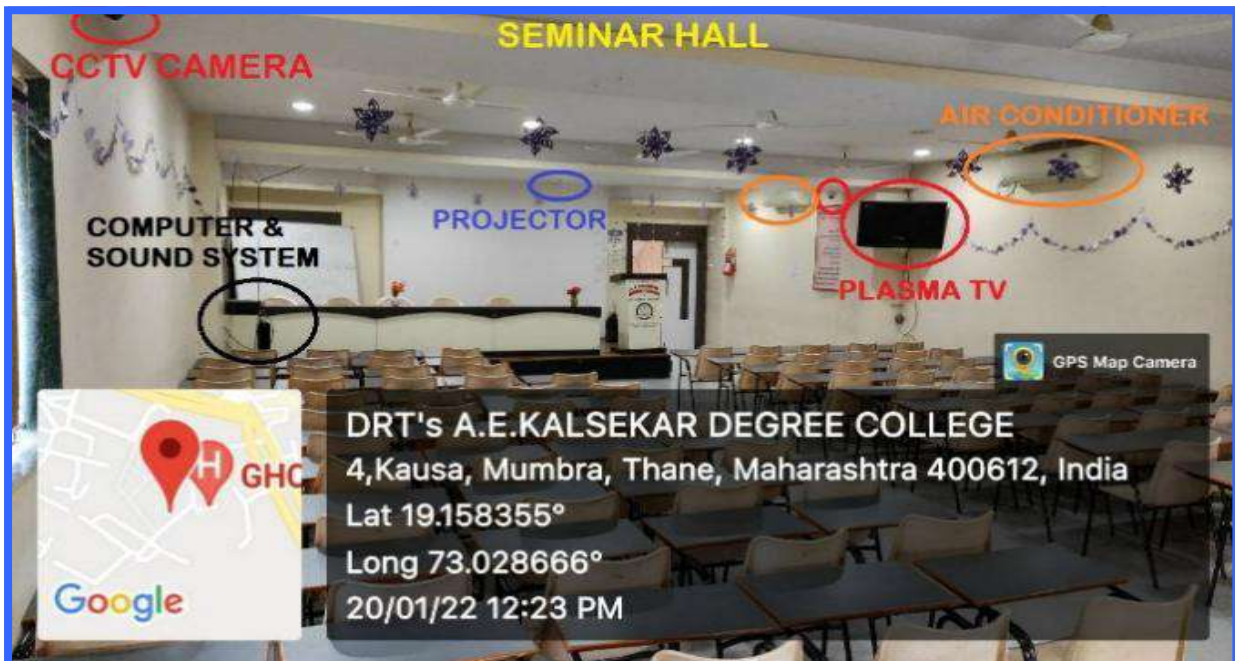 SEMINAR HALL
CCTV CAMERA
AIR CONDITIONER
PROJECTOR
COMPUTER &
SOUND SYSTEM
PLASMA TV
GPS Map Camera
H
GHC
Google
DRT's A.E.KALSEKAR DEGREE COLLEGE
4,Kausa, Mumbra, Thane, Maharashtra 400612, India
Lat 19.158355°
Long 73.028666°
20/01/22 12:23 PM